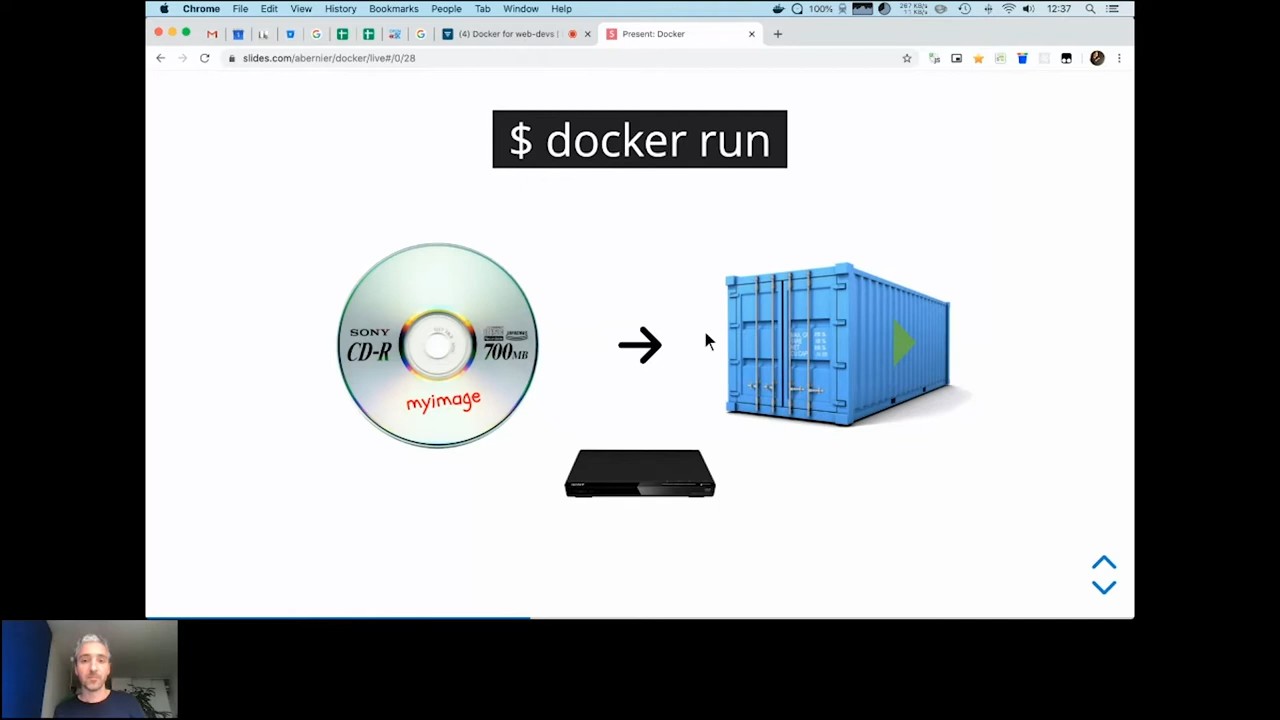 Chrome File Edit View History Bookmarks People Tab Window Help
100%
12:37
(4) Docker for web-devs |
Present: Docker
slides.com/abernier/docker/live#/0/28
$ docker run
SONY
CD-R
700MB
myimage
SONY